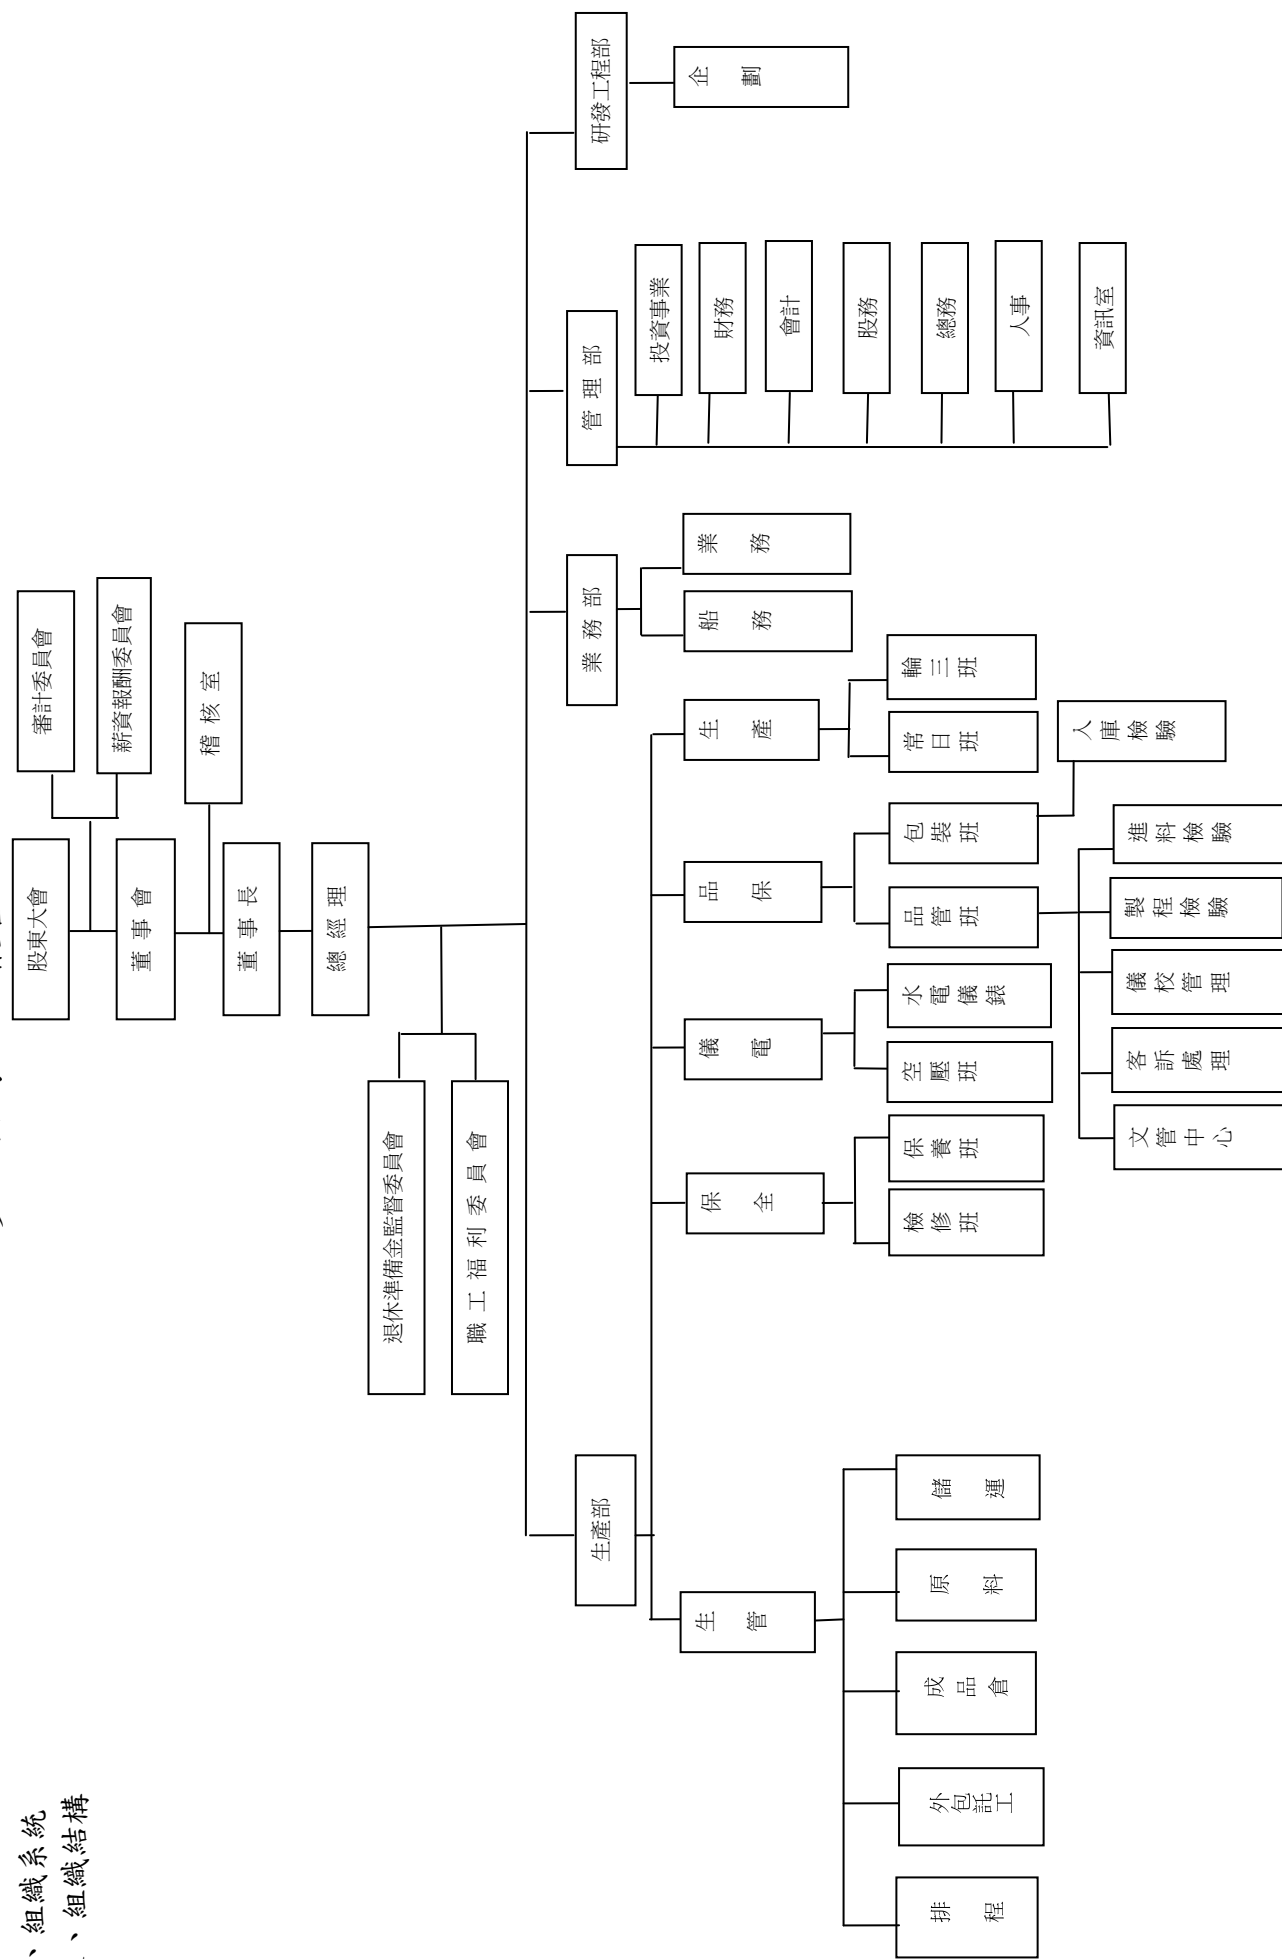 、組織系統
、組織結構
股東大會
審計委員會
薪資報酬委員會
董事會
稽核室
董事長
總經理
退休準備金監督委員會
職工福利委員會
生產部
業務部
管理部
研發工程部
生管
保全
儀電
品保
生產
船務
業務
投資事業
財務
會計
股務
總務
人事
資訊室
企劃
排程
外包託工
成品倉
原料
儲運
檢修班
保養班
空壓班
水電儀錶
品管班
包裝班
常日班
輪三班
文管中心
客訴處理
儀校管理
製程檢驗
進料檢驗
入庫檢驗